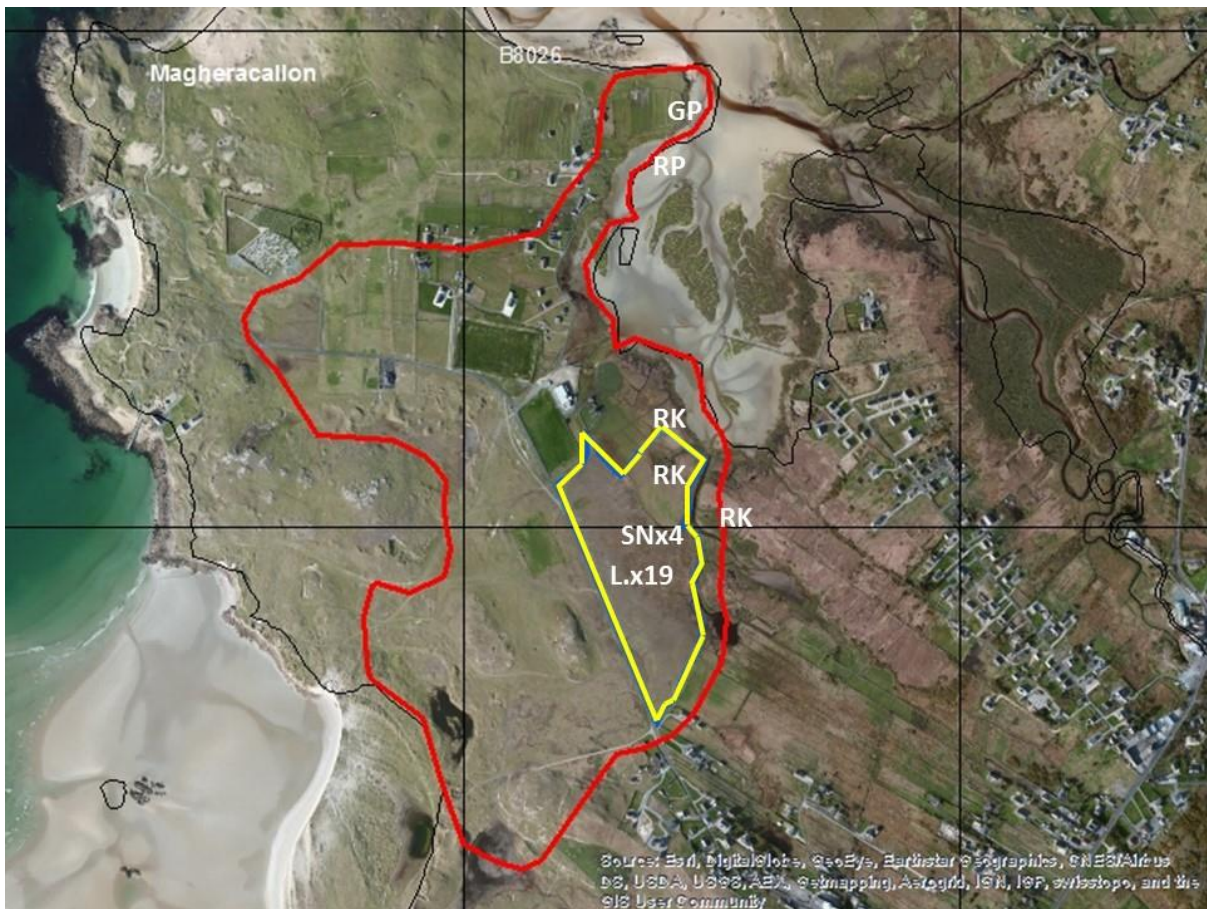 B8026
Magheracallon
GP
RP
RK
RK
RK
SNx4
L.x19
Source: Esri, DigitalGlobe, GeoEye, Earthstar Geographics, CNES/Airbus
DS, USDA, USGS, AEX, Getmapping, Aerogrid, IGN, IGP, swisstopo, and the
GIS User Community